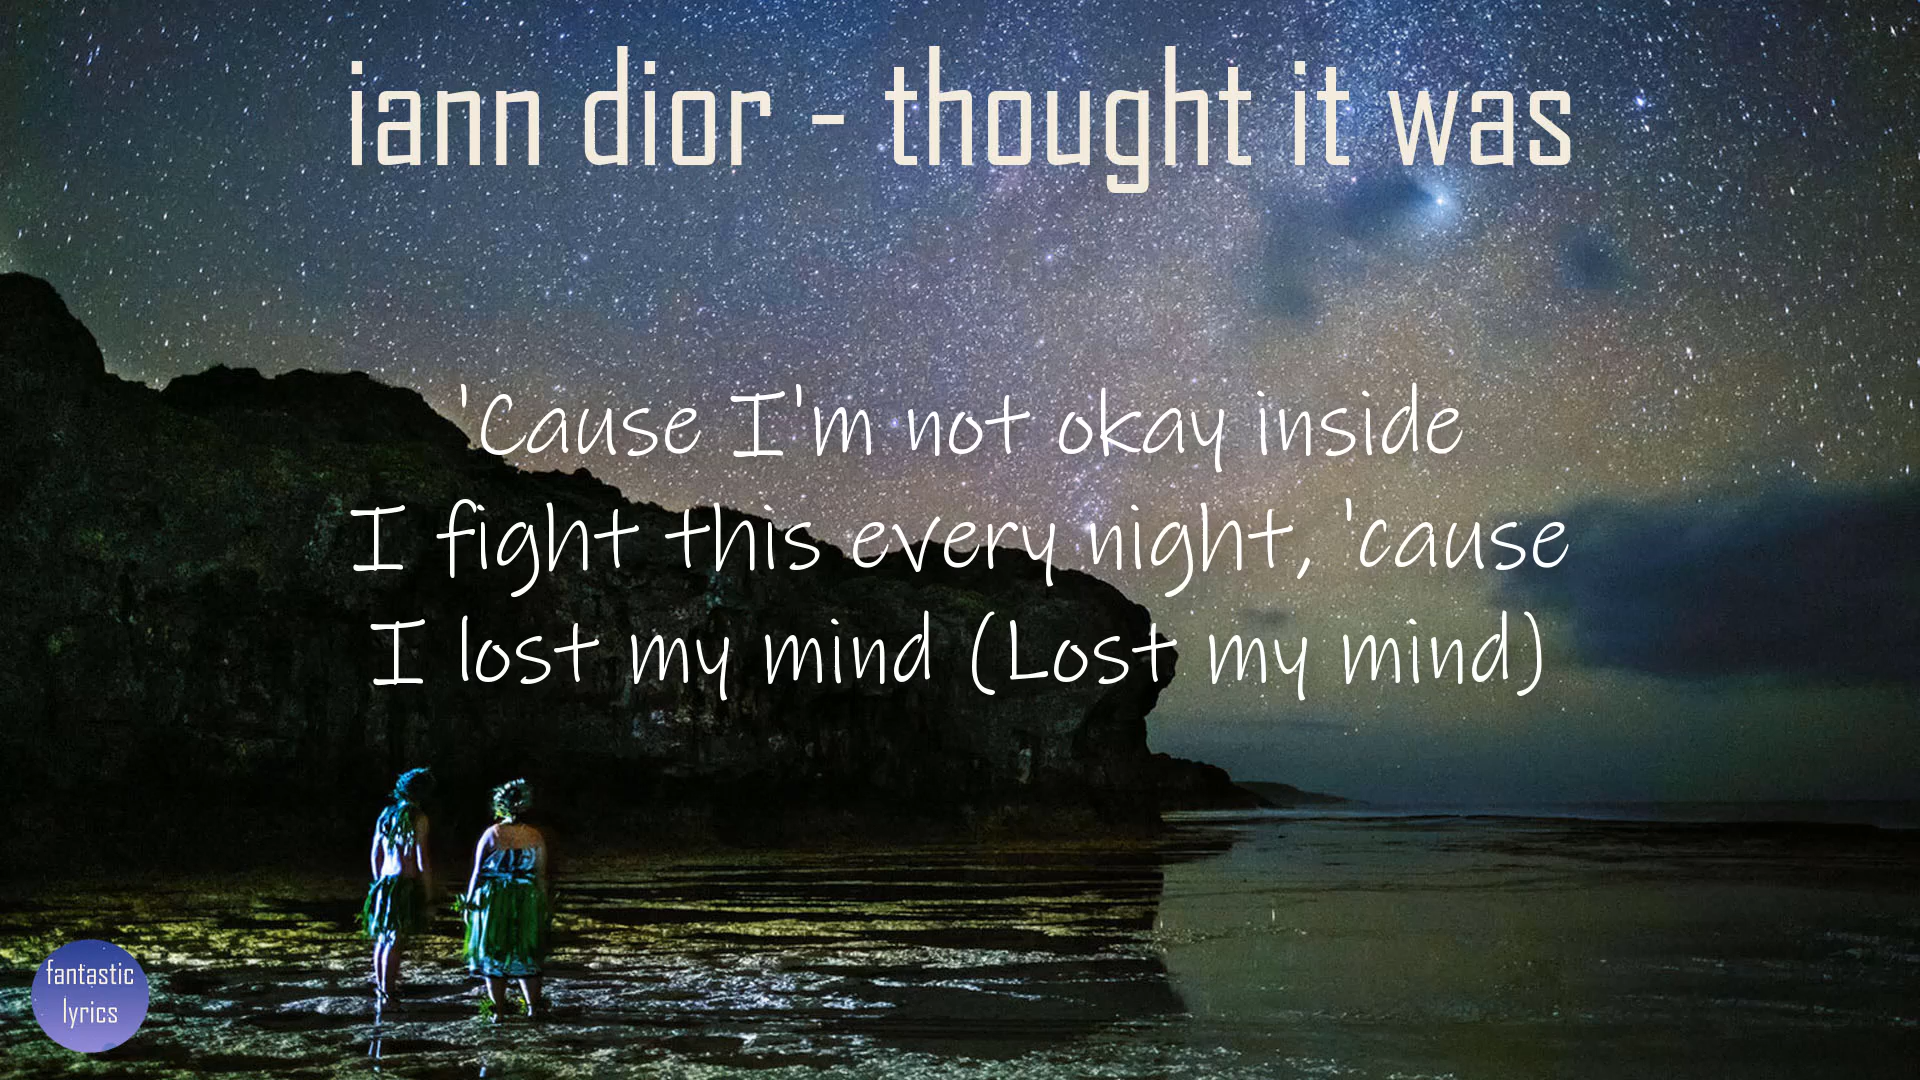 iann dior - thought it was
'Cause I'm not okay inside
I fight this every night, 'cause
I lost my mind (Lost my mind)
fantastic
lyrics